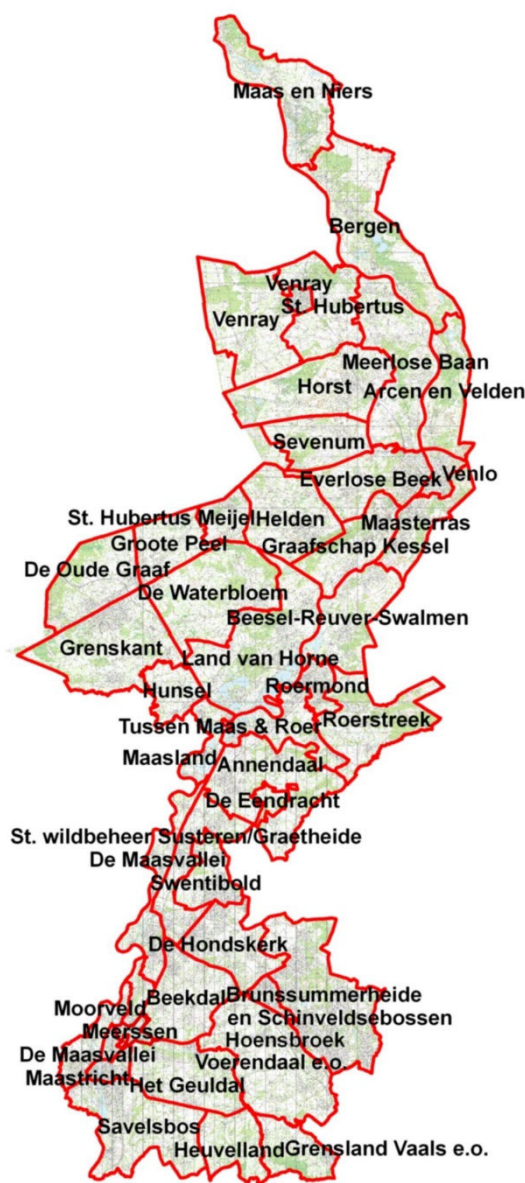 Maas en Niers
Bergen
Venray
St. Hubertus
Venray
Meerlose Baan
Horst
Arcen en Velden
Sevenum
Everlose Beek
Venlo
St. Hubertus Meijel
Helden
Maasterras
Groote Peel
Graafschap Kessel
De Oude Graaf
De Waterbloem
Beesel-Reuver-Swalmen
Grenskant
Land van Horne
Hunsel
Roermond
Tussen Maas & Roer
Roerstreek
Maasland
Annendaal
De Eendracht
St. wildbeheer Susteren/Graetheide
De Maasvallei
Swentibold
De Hondskerk
Beekdal
Brunssummerheide
en Schinveldsebossen
Moorveld
Meerssen
Hoensbroek
De Maasvallei
Voerendaal e.o.
Maastricht
Het Geuldal
Savelsbos
Heuvelland
Grensland Vaals e.o.